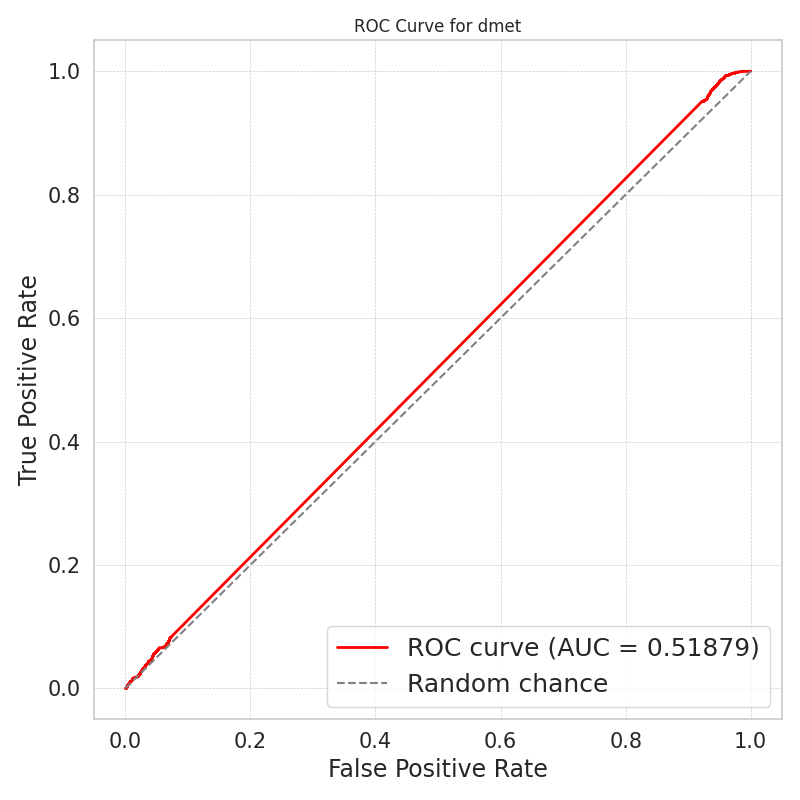 ROC Curve for dmet
1.0
0.8
0.6
0.4
0.2
0.0
True Positive Rate
ROC curve (AUC = 0.51879)
Random chance
0.0 0.2 0.4 0.6 0.8 1.0
False Positive Rate